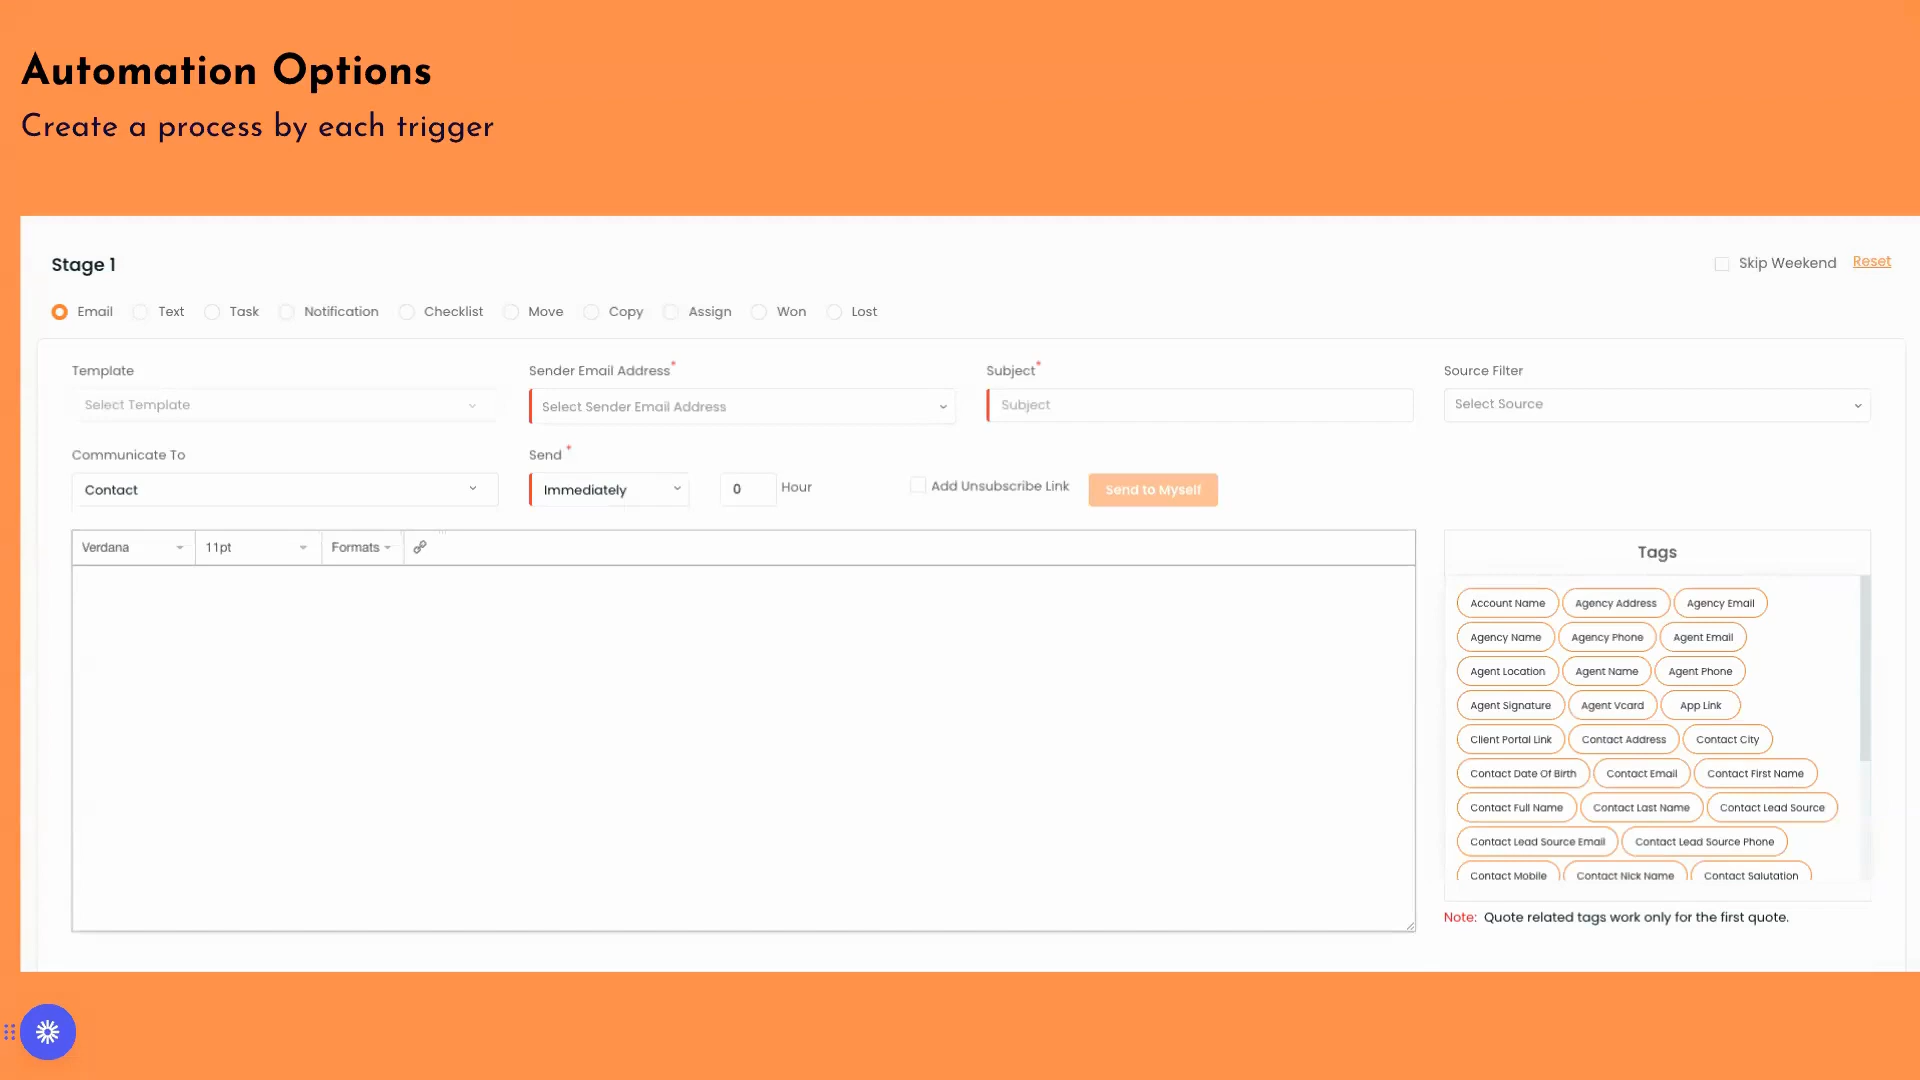 Automation Options
Create a process by each trigger
Stage 1
Skip Weekend Reset
Email Text Task Notification Checklist Move Copy Assign Won Lost
Template Sender Email Address* Subject* Source Filter
Select Template Select Sender Email Address Subject Select Source
Communicate To Send *
Contact Immediately 0 Hour Add Unsubscribe Link Send to Myself
Verdana 11pt Formats
Tags
Account Name Agency Address Agency Email
Agency Name Agency Phone Agent Email
Agent Location Agent Name Agent Phone
Agent Signature Agent Vcard App Link
Client Portal Link Contact Address Contact City
Contact Date Of Birth Contact Email Contact First Name
Contact Full Name Contact Last Name Contact Lead Source
Contact Lead Source Email Contact Lead Source Phone
Contact Mobile Contact Nick Name Contact Salutation
Note: Quote related tags work only for the first quote.